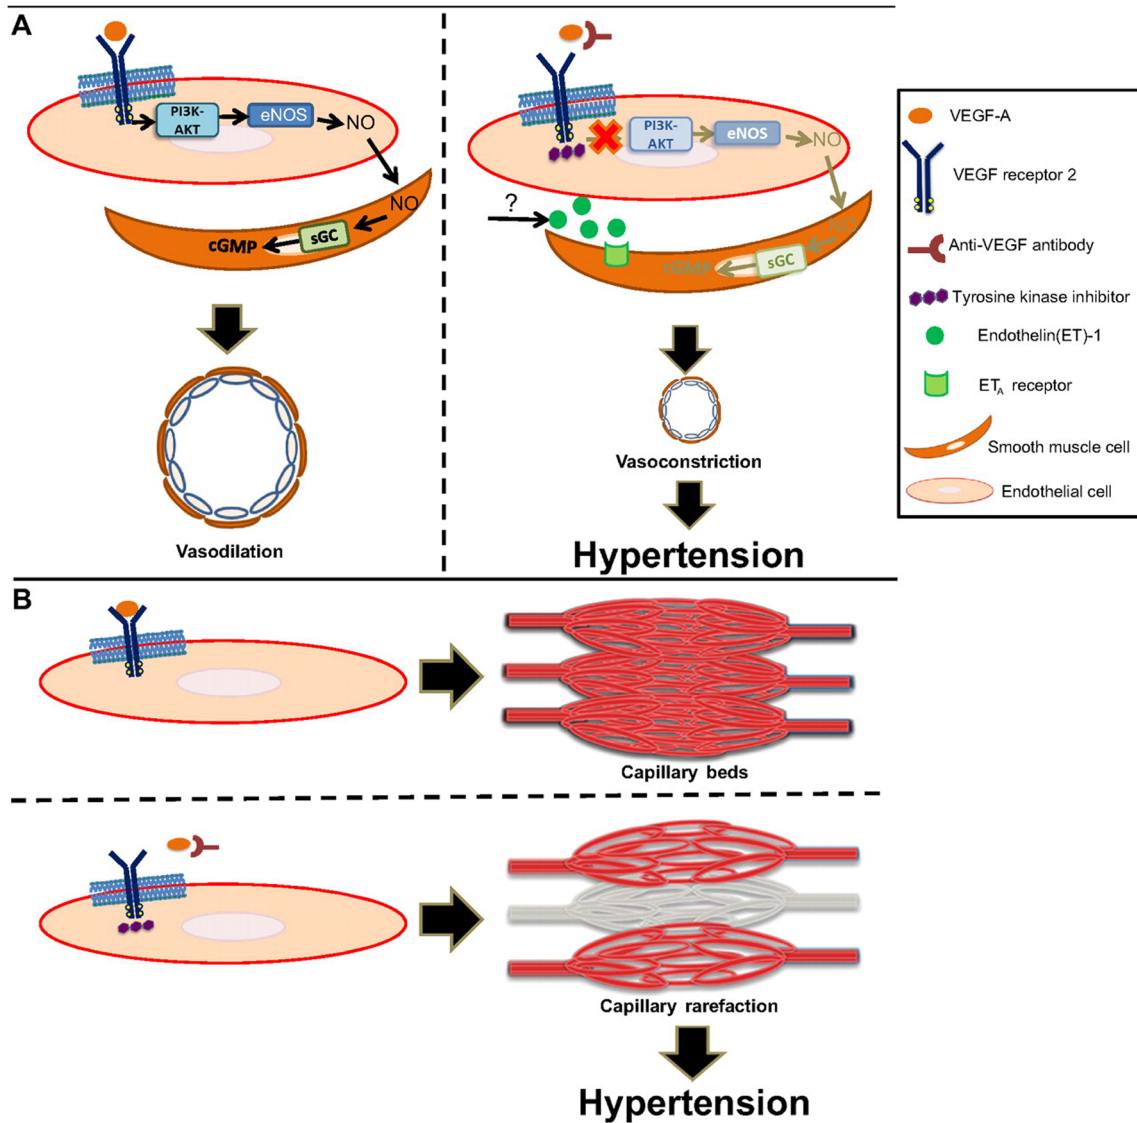 A
PI3K-
AKT
eNOS
NO
NO
sGC
cGMP
Vasodilation
PI3K-
AKT
eNOS
NO
?
NO
sGC
cGMP
Vasoconstriction
Hypertension
VEGF-A
VEGF receptor 2
Anti-VEGF antibody
Tyrosine kinase inhibitor
Endothelin(ET)-1
ETA receptor
Smooth muscle cell
Endothelial cell
B
Capillary beds
Capillary rarefaction
Hypertension